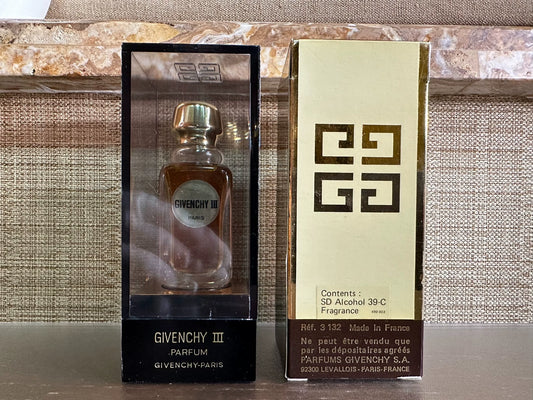 GIVENCHY III
PARIS
GIVENCHY III
PARFUM
GIVENCHY-PARIS
Contents :
SD Alcohol 39-C
Fragrance
Réf. 3 132 Made in France
Ne peut être vendu que
par les dépositaires agréés
PARFUMS GIVENCHY S.A.
92300 LEVALLOIS - PARIS - FRANCE